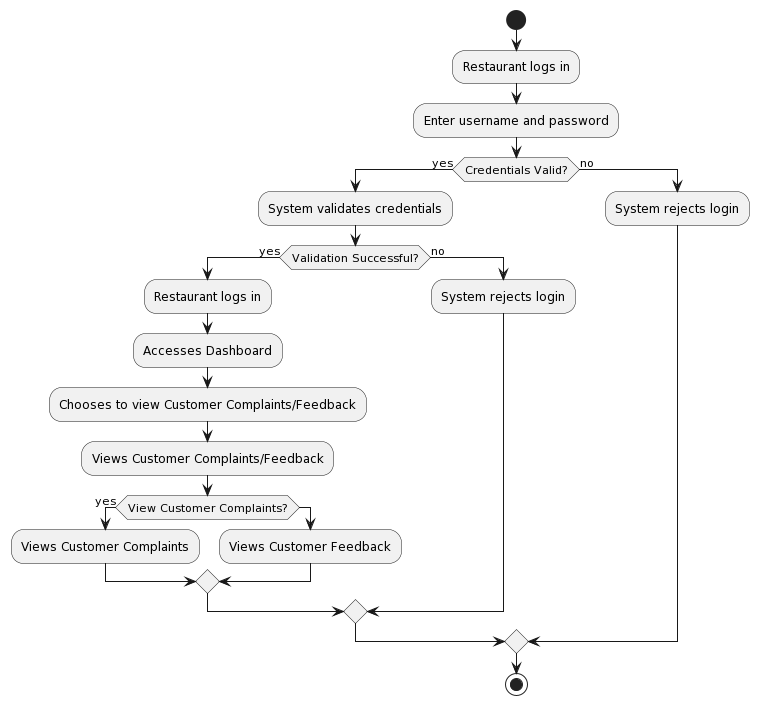 Restaurant logs in
Enter username and password
yes
Credentials Valid?
no
System validates credentials
System rejects login
yes
Validation Successful?
no
Restaurant logs in
System rejects login
Accesses Dashboard
Chooses to view Customer Complaints/Feedback
Views Customer Complaints/Feedback
yes
View Customer Complaints?
Views Customer Complaints
Views Customer Feedback